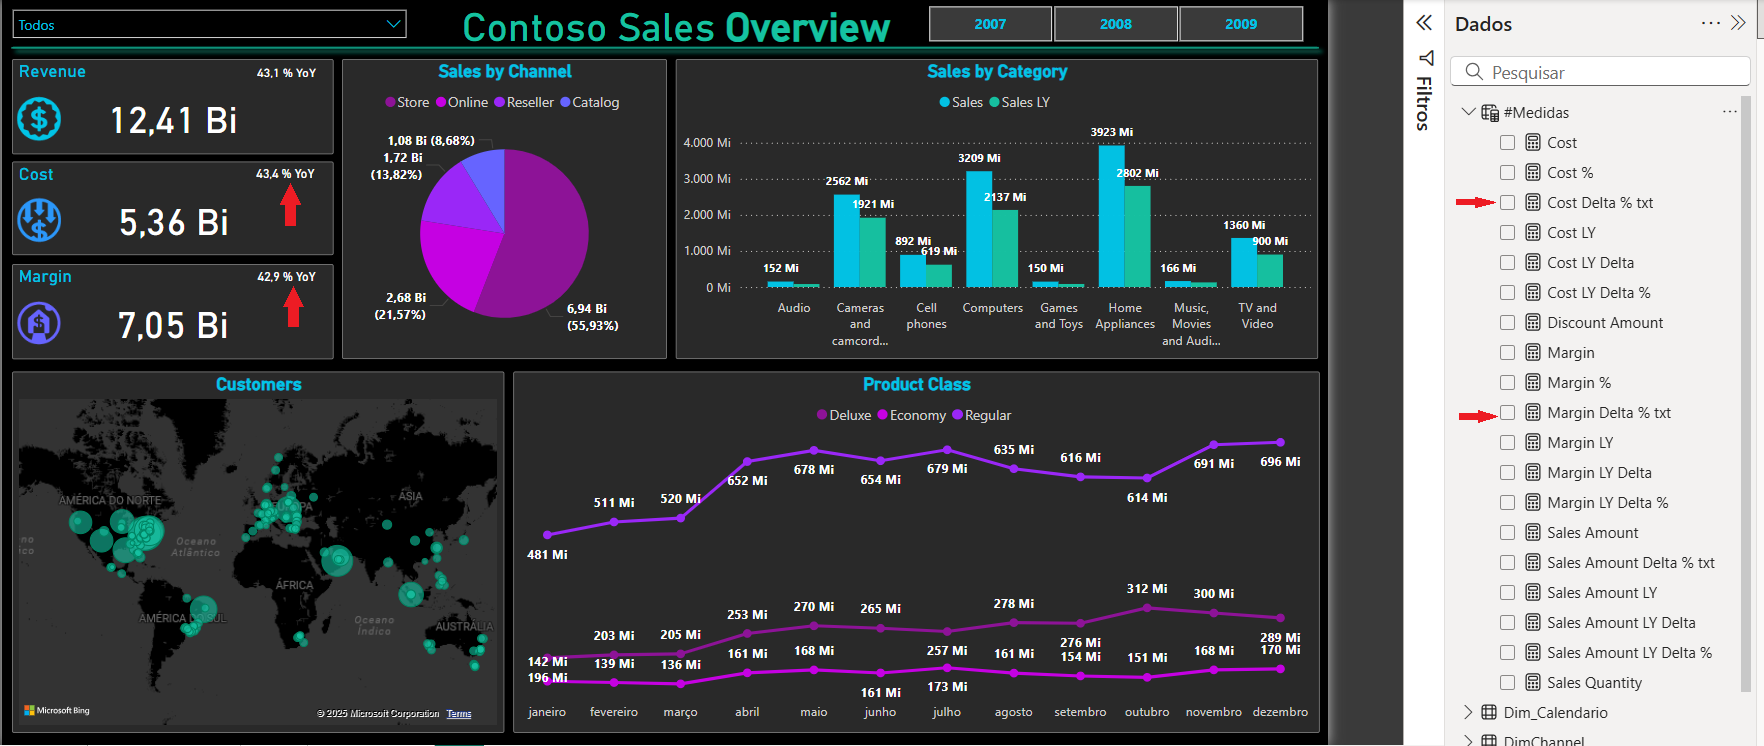 Todos
Contoso Sales Overview
2007
2008
2009
Revenue
43,1 % YoY
12,41 Bi
Cost
43,4 % YoY
5,36 Bi
Margin
42,9 % YoY
7,05 Bi
Sales by Channel
Store Online Reseller Catalog
1,08 Bi (8,68%)
1,72 Bi
(13,82%)
2,68 Bi
(21,57%)
6,94 Bi
(55,93%)
Sales by Category
Sales Sales LY
4.000 Mi
3.000 Mi
2.000 Mi
1.000 Mi
0 Mi
152 Mi
2562 Mi
1921 Mi
892 Mi
619 Mi
3209 Mi
2137 Mi
150 Mi
3923 Mi
2802 Mi
166 Mi
1360 Mi
900 Mi
Audio
Cameras
and
camcord...
Cell
phones
Computers
Games
and Toys
Home
Appliances
Music,
Movies
and Audi...
TV and
Video
Customers
AMÉRICA DO NORTE
ÁSIA
Oceano
Atlântico
ÁFRICA
AMÉRICA DO SUL
Oceano
Índico
AUSTRÁLIA
Microsoft Bing
© 2025 Microsoft Corporation Terms
Product Class
Deluxe Economy Regular
481 Mi
511 Mi
520 Mi
652 Mi
678 Mi
654 Mi
679 Mi
635 Mi
616 Mi
614 Mi
691 Mi
696 Mi
142 Mi
196 Mi
203 Mi
139 Mi
205 Mi
136 Mi
253 Mi
161 Mi
270 Mi
168 Mi
265 Mi
161 Mi
257 Mi
173 Mi
278 Mi
161 Mi
276 Mi
154 Mi
312 Mi
151 Mi
300 Mi
168 Mi
289 Mi
170 Mi
janeiro
fevereiro
março
abril
maio
junho
julho
agosto
setembro
outubro
novembro
dezembro
Filtros
Dados
Pesquisar
#Medidas
Cost
Cost %
Cost Delta % txt
Cost LY
Cost LY Delta
Cost LY Delta %
Discount Amount
Margin
Margin %
Margin Delta % txt
Margin LY
Margin LY Delta
Margin LY Delta %
Sales Amount
Sales Amount Delta % txt
Sales Amount LY
Sales Amount LY Delta
Sales Amount LY Delta %
Sales Quantity
Dim_Calendario
DimChannel